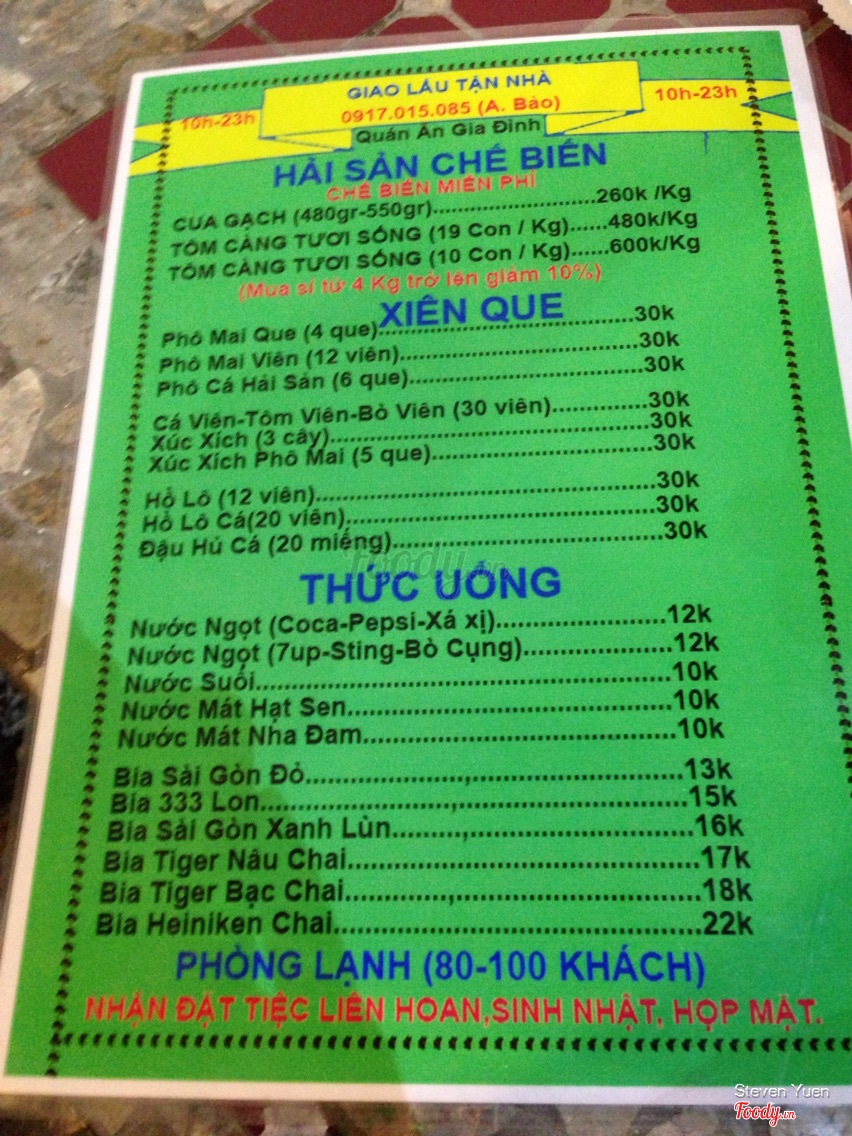 GIAO LẨU TẬN NHÀ
10h-23h
0917.015.085 (A. Bảo)
10h-23h
Quán Ăn Gia Đình
HẢI SẢN CHẾ BIẾN
CHẾ BIẾN MIỄN PHÍ
CUA GẠCH (480gr-550gr)..............................260k /Kg
TÔM CÀNG TƯƠI SỐNG (19 Con / Kg)......480k/Kg
TÔM CÀNG TƯƠI SỐNG (10 Con / Kg)......600k/Kg
(Mua sỉ từ 4 Kg trở lên giảm 10%)
XIÊN QUE
Phô Mai Que (4 que)..............................30k
Phô Mai Viên (12 viên)..............................30k
Phô Cá Hải Sản (6 que)..............................30k
Cá Viên-Tôm Viên-Bò Viên (30 viên)..............30k
Xúc Xích (3 cây)..............................30k
Xúc Xích Phô Mai (5 que)..............................30k
Hồ Lô (12 viên)..............................30k
Hồ Lô Cá(20 viên)..............................30k
Đậu Hủ Cá (20 miếng)..............................30k
Foody.vn
THỨC UỐNG
Nước Ngọt (Coca-Pepsi-Xá xị)........................12k
Nước Ngọt (7up-Sting-Bò Cụng).....................12k
Nước Suối..............................10k
Nước Mát Hạt Sen..............................10k
Nước Mát Nha Đam..............................10k
Bia Sài Gòn Đỏ..............................13k
Bia 333 Lon..............................15k
Bia Sài Gòn Xanh Lùn..............................16k
Bia Tiger Nâu Chai..............................17k
Bia Tiger Bạc Chai..............................18k
Bia Heiniken Chai..............................22k
PHÒNG LẠNH (80-100 KHÁCH)
NHẬN ĐẶT TIỆC LIÊN HOAN,SINH NHẬT, HỌP MẶT.
Steven Yuen
Foody.vn